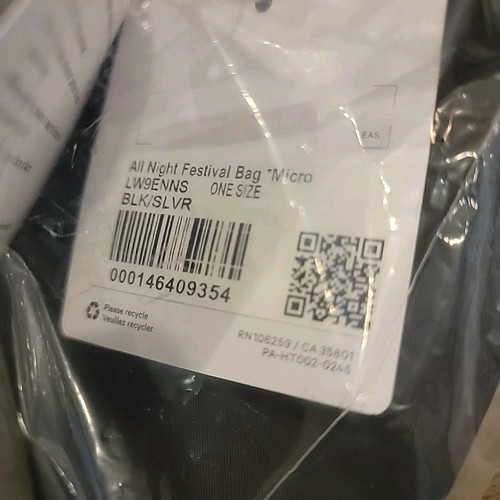 EAS.
All Night Festival Bag *Micro
LW9ENNS ONE SIZE
BLK/SLVR
000146409354
Please recycle
Veuillez recycler
RN106259 / CA 35801
PA-HT002-0245